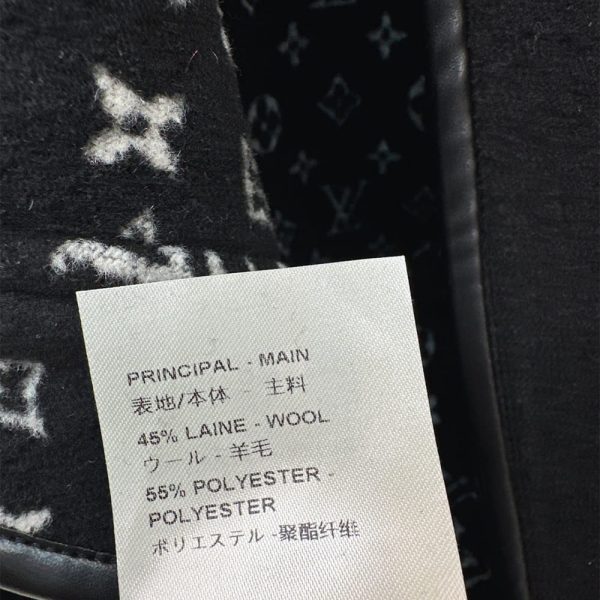 PRINCIPAL - MAIN
表地/本体 - 主料
45% LAINE - WOOL
ウール - 羊毛
55% POLYESTER -
POLYESTER
ポリエステル - 聚酯纤维